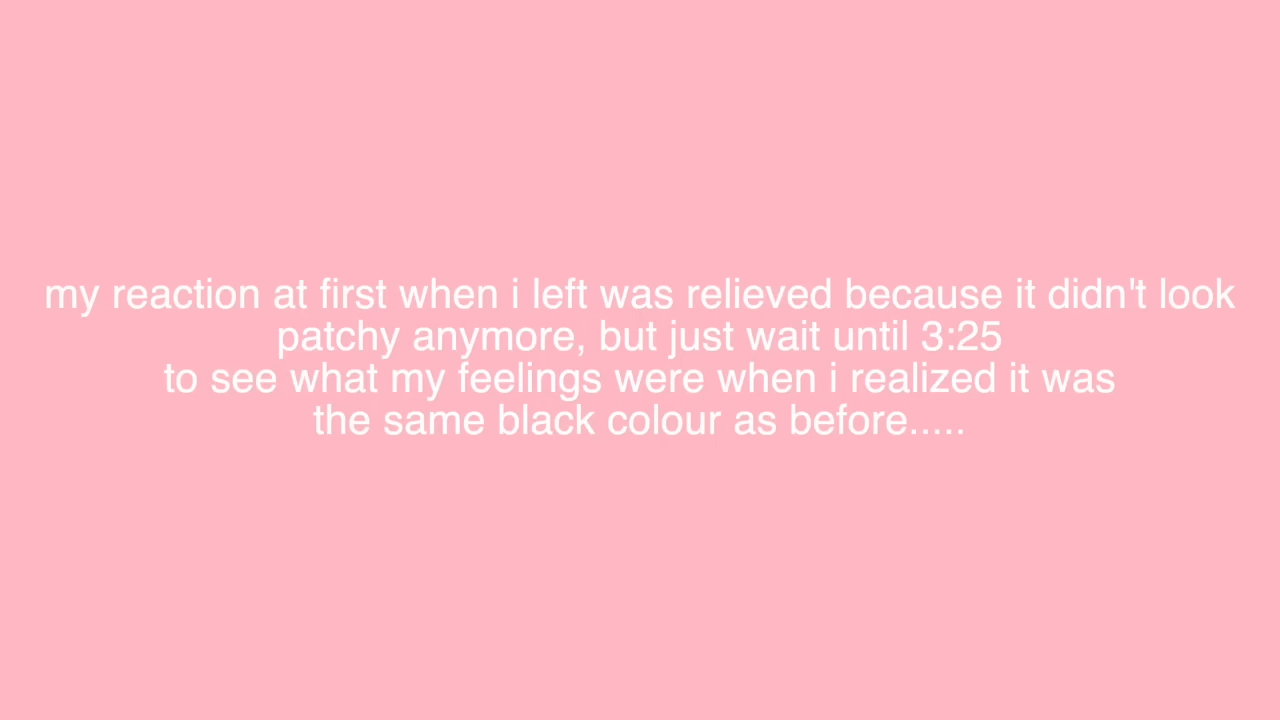 my reaction at first when i left was relieved because it didn't look
patchy anymore, but just wait until 3:25
to see what my feelings were when i realized it was
the same black colour as before.....